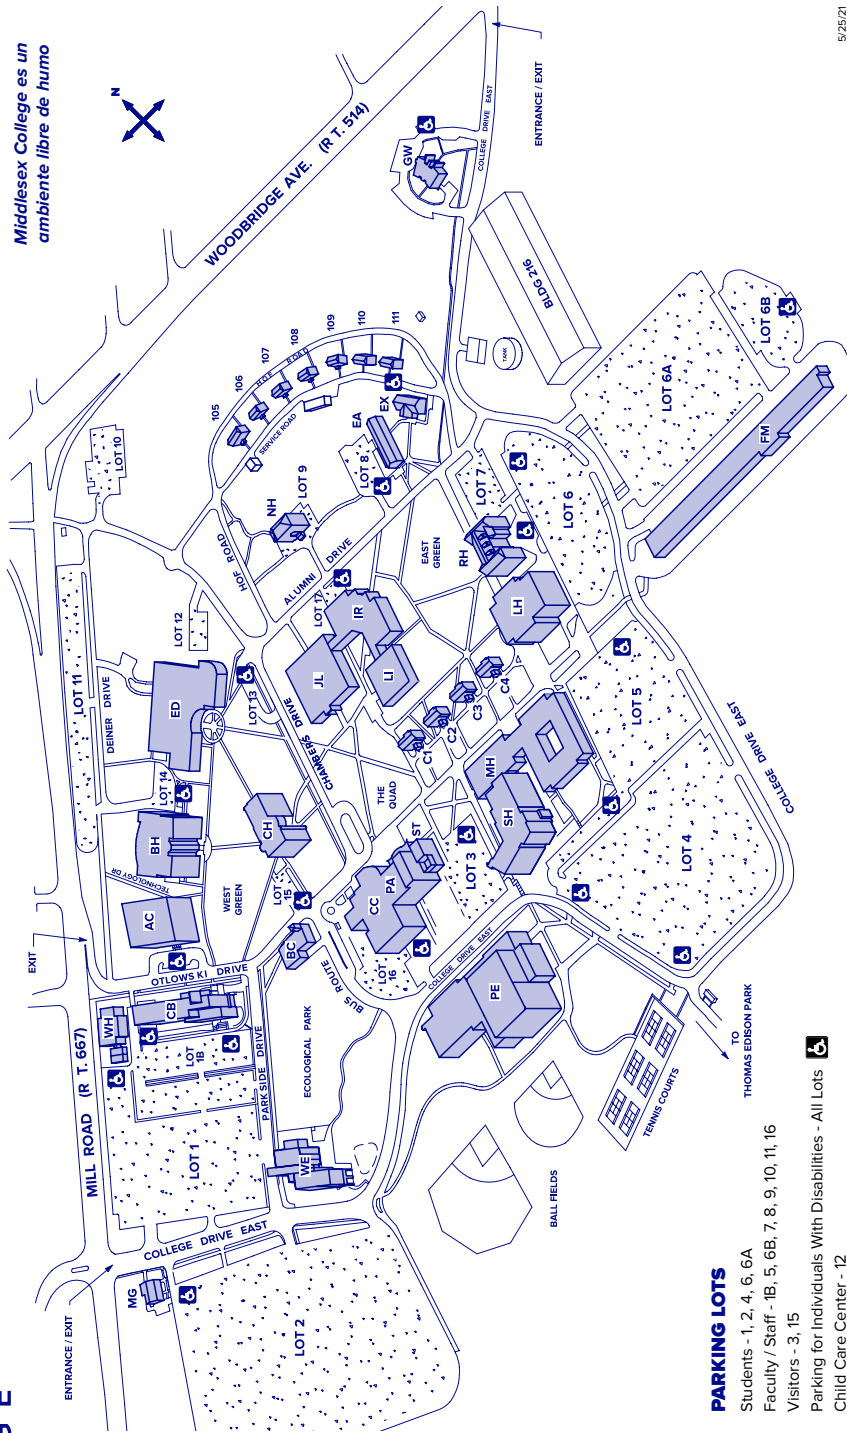 Middlesex College es un
ambiente libre de humo
N
5/25/21
ENTRANCE / EXIT
COLLEGE DRIVE EAST
GW
WOODBRIDGE AVE. (R T. 514)
BLDG 216
TANK
LOT 6B
LOT 6A
FM
105
106
107
108
109
110
111
HOF ROAD
SERVICE ROAD
EX
EA
LOT 8
LOT 9
NH
LOT 10
LOT 7
LOT 6
RH
EAST
GREEN
ALUMNI DRIVE
HOF ROAD
LOT 17
IR
LH
LOT 12
LOT 11
DEINER DRIVE
ED
LOT 13
JL
LI
CHAMBERS DRIVE
C1
C2
C3
C4
LOT 5
COLLEGE DRIVE EAST
LOT 14
BH
CH
THE
QUAD
MH
SH
ST
LOT 3
LOT 4
TECHNOLOGY DR
AC
WEST
GREEN
LOT
15
CC
PA
LOT
16
BC
EXIT
OTLOWSKI DRIVE
BUS ROUTE
COLLEGE DRIVE EAST
PE
WH
CB
LOT
1B
PARKSIDE DRIVE
ECOLOGICAL PARK
MILL ROAD (R T. 667)
LOT 1
WE
TENNIS COURTS
TO
THOMAS EDISON PARK
BALL FIELDS
COLLEGE DRIVE EAST
MG
ENTRANCE / EXIT
LOT 2
PARKING LOTS
Students - 1, 2, 4, 6, 6A
Faculty / Staff - 1B, 5, 6B, 7, 8, 9, 10, 11, 16
Visitors - 3, 15
Parking for Individuals With Disabilities - All Lots
Child Care Center - 12